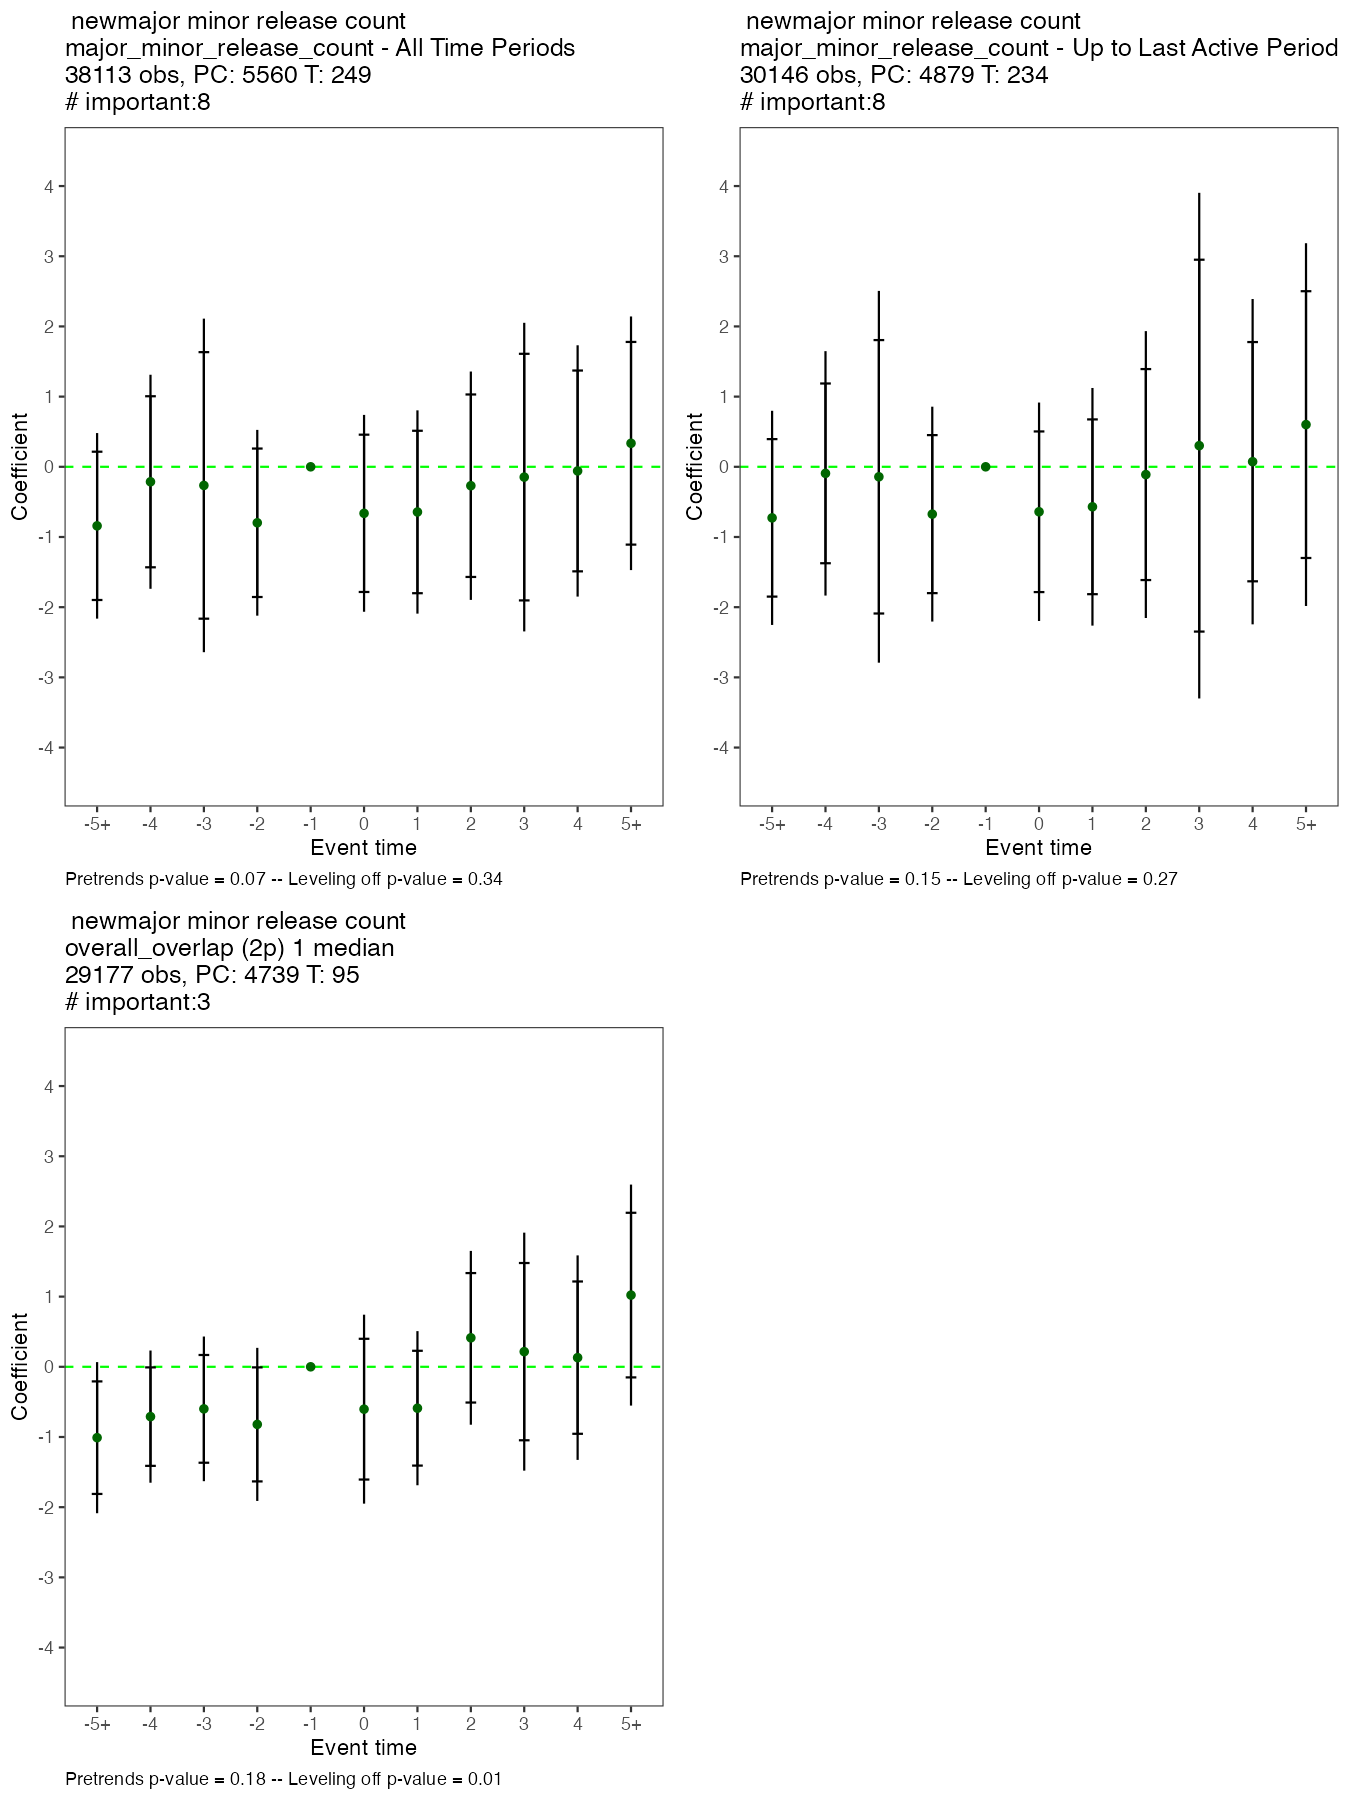 newmajor minor release count
major_minor_release_count - All Time Periods
38113 obs, PC: 5560 T: 249
# important:8
4
3
2
1
0
-1
-2
-3
-4
Coefficient
-5+ -4 -3 -2 -1 0 1 2 3 4 5+
Event time
Pretrends p-value = 0.07 -- Leveling off p-value = 0.34
newmajor minor release count
major_minor_release_count - Up to Last Active Period
30146 obs, PC: 4879 T: 234
# important:8
4
3
2
1
0
-1
-2
-3
-4
Coefficient
-5+ -4 -3 -2 -1 0 1 2 3 4 5+
Event time
Pretrends p-value = 0.15 -- Leveling off p-value = 0.27
newmajor minor release count
overall_overlap (2p) 1 median
29177 obs, PC: 4739 T: 95
# important:3
4
3
2
1
0
-1
-2
-3
-4
Coefficient
-5+ -4 -3 -2 -1 0 1 2 3 4 5+
Event time
Pretrends p-value = 0.18 -- Leveling off p-value = 0.01